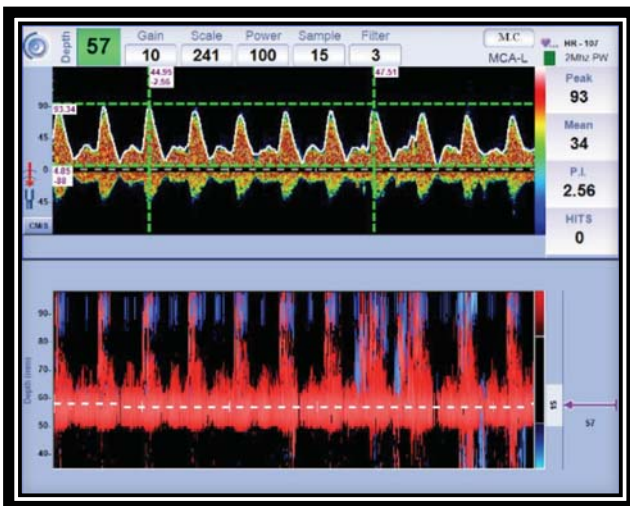 Depth 57
Gain 10
Scale 241
Power 100
Sample 15
Filter 3
M.C.
MCA-L
HR - 107
2Mhz PW
Peak
93
Mean
34
P.I.
2.56
HITS
0
44.95
-2.56
47.51
93.34
90-
45-
0
4.85
-88
45-
CM/S
Depth (mm)
90-
80-
70-
60-
50-
40-
15
57